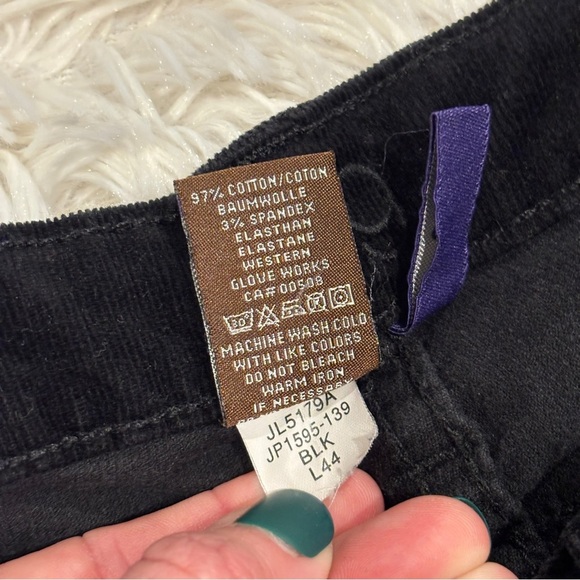 97% COTTON/COTON
BAUMWOLLE
3% SPANDEX
ELASTHAN
ELASTANE
WESTERN
GLOVE WORKS
CA#00508
30°
MACHINE WASH COLD
WITH LIKE COLORS
DO NOT BLEACH
WARM IRON
IF NECESSARY
JL5179A
JP1595-139
BLK
L44